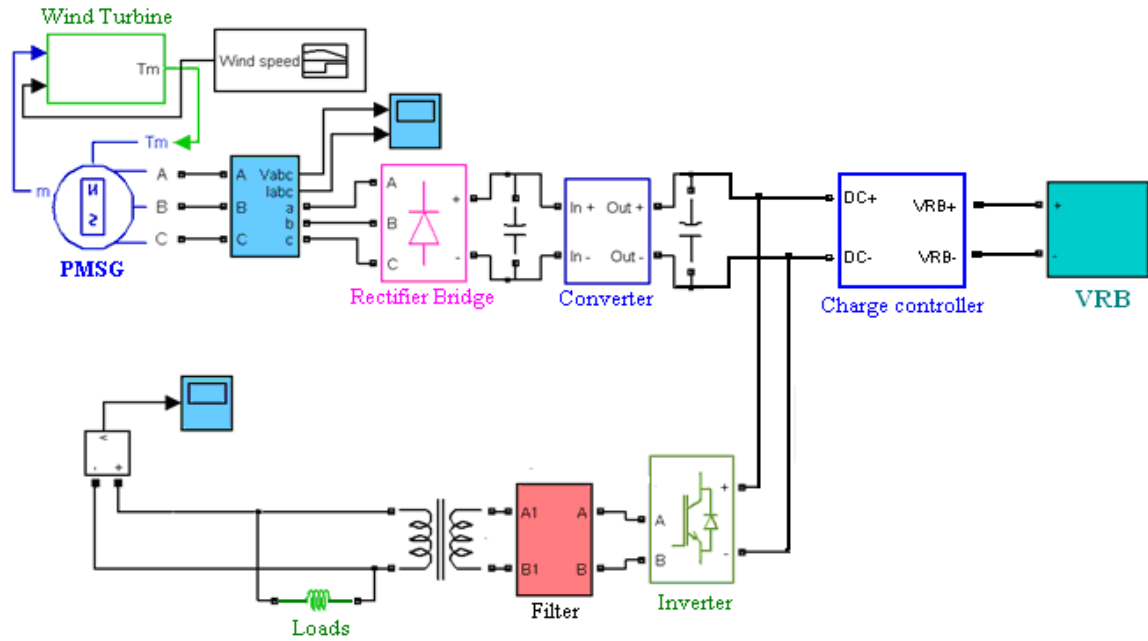 Wind Turbine
Tm
Wind speed
Tm
m
A
B
C
N
S
PMSG
A
B
C
Vabc
Iabc
a
b
c
A
B
C
+
-
Rectifier Bridge
In +
In -
Out +
Out -
Converter
DC+
DC-
VRB+
VRB-
Charge controller
+
-
VRB
v
-
+
Loads
A1
B1
A
B
Filter
A
B
+
-
Inverter